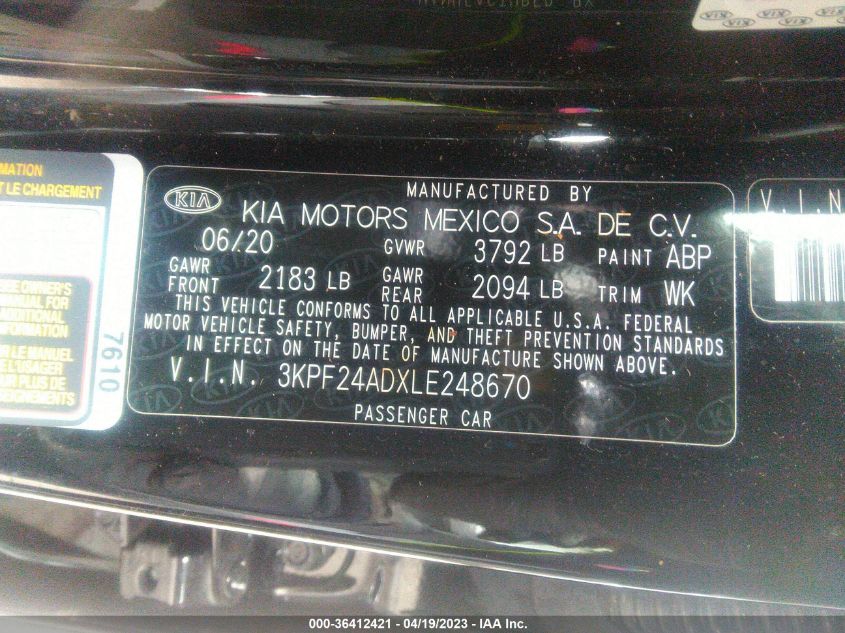 KIA
MANUFACTURED BY
KIA MOTORS MEXICO S.A. DE C.V.
06/20 GVWR 3792 LB PAINT ABP
GAWR FRONT 2183 LB GAWR REAR 2094 LB TRIM WK
THIS VEHICLE CONFORMS TO ALL APPLICABLE U.S.A. FEDERAL
MOTOR VEHICLE SAFETY, BUMPER, AND THEFT PREVENTION STANDARDS
IN EFFECT ON THE DATE OF MANUFACTURE SHOWN ABOVE.
V.I.N. 3KPF24ADXLE248670
PASSENGER CAR
T LE CHARGEMENT
SEE OWNER'S
MANUAL FOR
ADDITIONAL
INFORMATION
LE MANUEL
DE L'USAGER
POUR PLUS DE
RENSEIGNEMENTS
7610
V.I.N
000-36412421 - 04/19/2023 - IAA Inc.